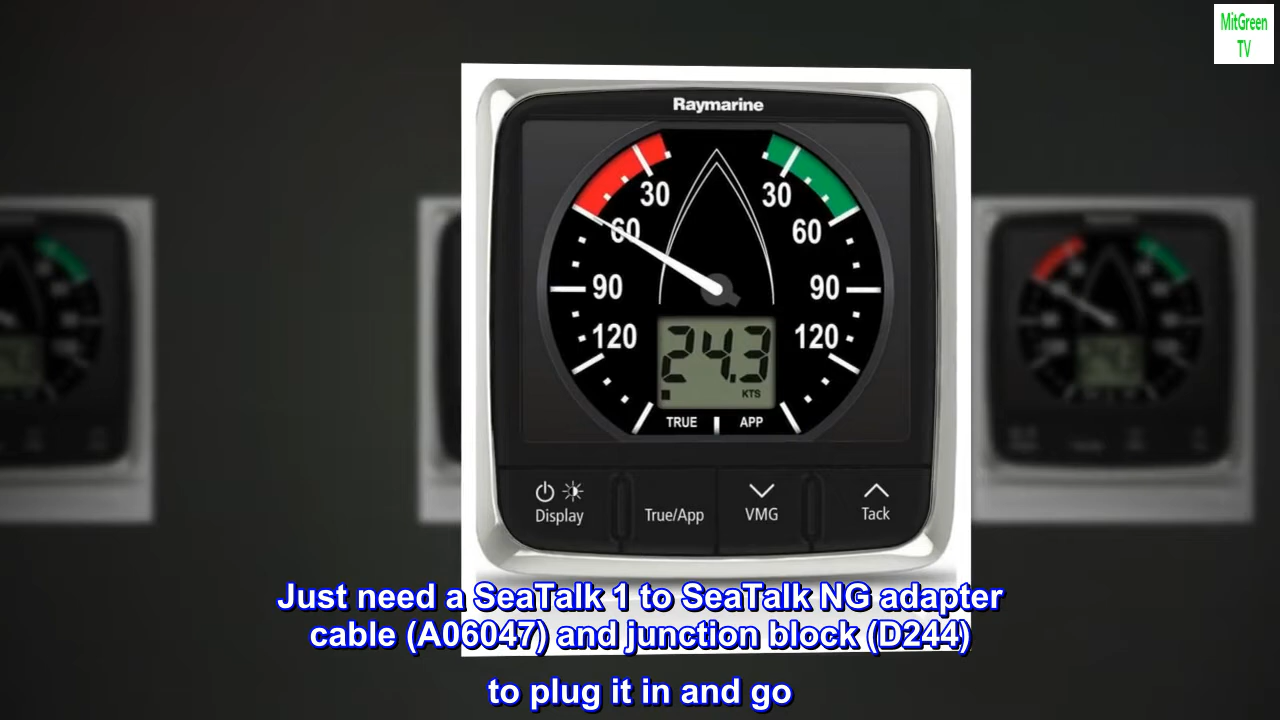 MitGreen
TV
Raymarine
30 30
60 60
90 90
120 120
24.3
KTS
TRUE APP
Display True/App VMG Tack
Just need a SeaTalk 1 to SeaTalk NG adapter
cable (A06047) and junction block (D244)
to plug it in and go